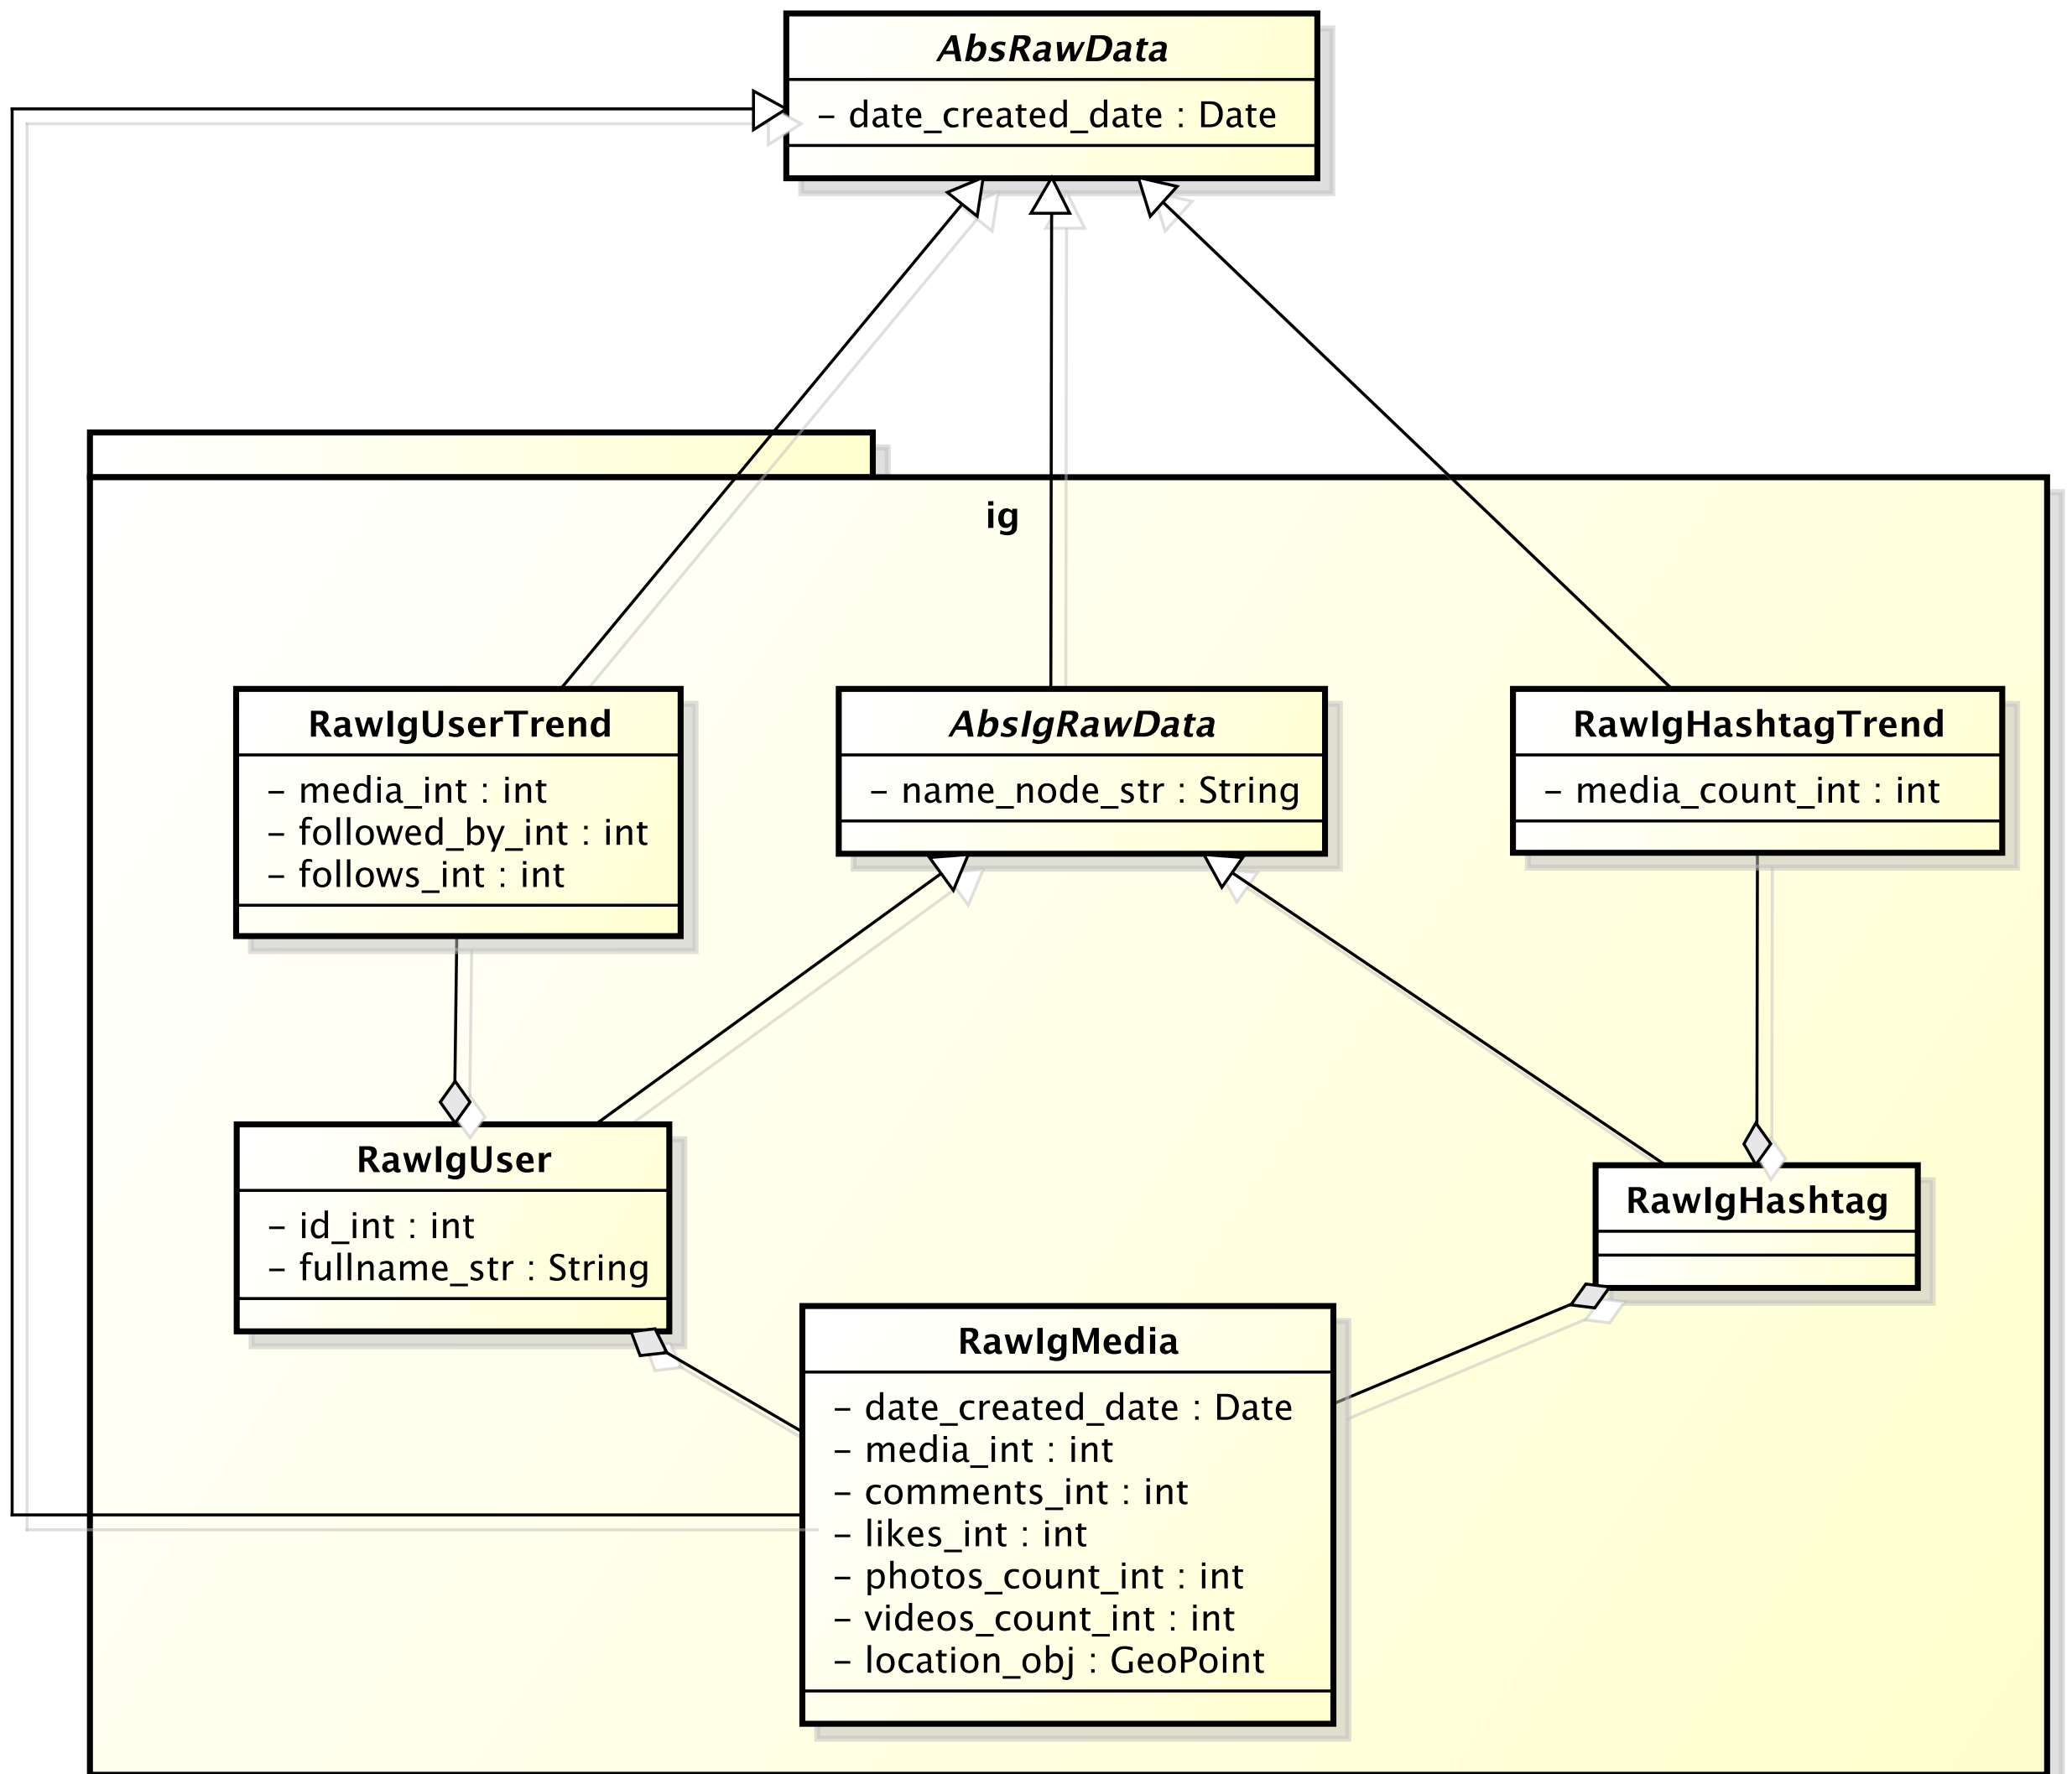 AbsRawData
– date_created_date : Date
ig
RawIgUserTrend
– media_int : int
– followed_by_int : int
– follows_int : int
AbsIgRawData
– name_node_str : String
RawIgHashtagTrend
– media_count_int : int
RawIgUser
– id_int : int
– fullname_str : String
RawIgHashtag
RawIgMedia
– date_created_date : Date
– media_int : int
– comments_int : int
– likes_int : int
– photos_count_int : int
– videos_count_int : int
– location_obj : GeoPoint